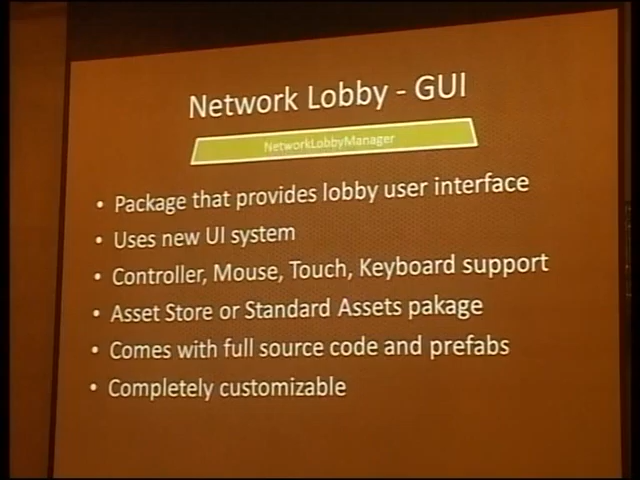 Network Lobby - GUI
NetworkLobbyManager
• Package that provides lobby user interface
• Uses new UI system
• Controller, Mouse, Touch, Keyboard support
• Asset Store or Standard Assets pakage
• Comes with full source code and prefabs
• Completely customizable